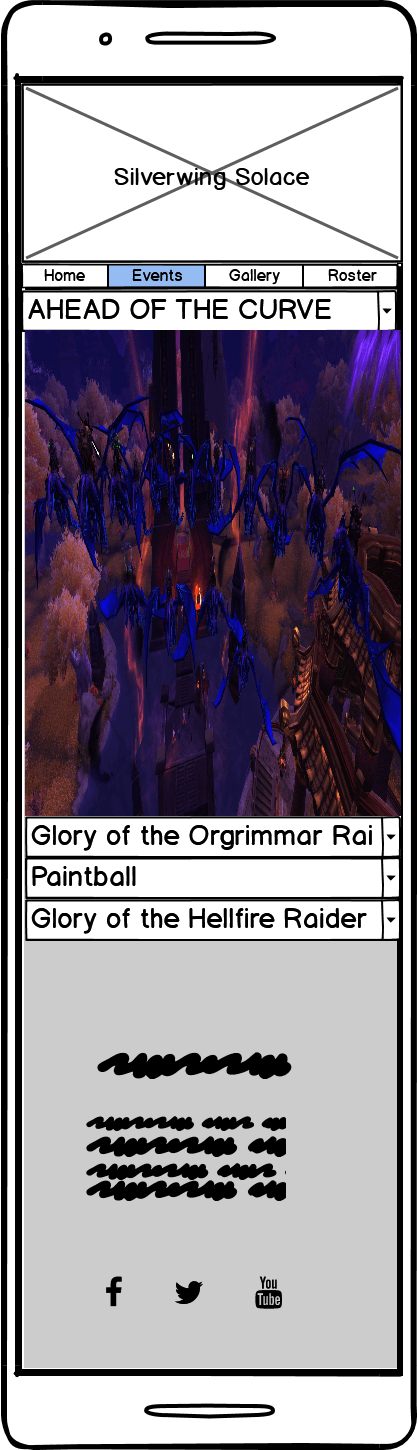 Silverwing Solace
Home Events Gallery Roster
AHEAD OF THE CURVE
Glory of the Orgrimmar Rai
Paintball
Glory of the Hellfire Raider
f
You
Tube